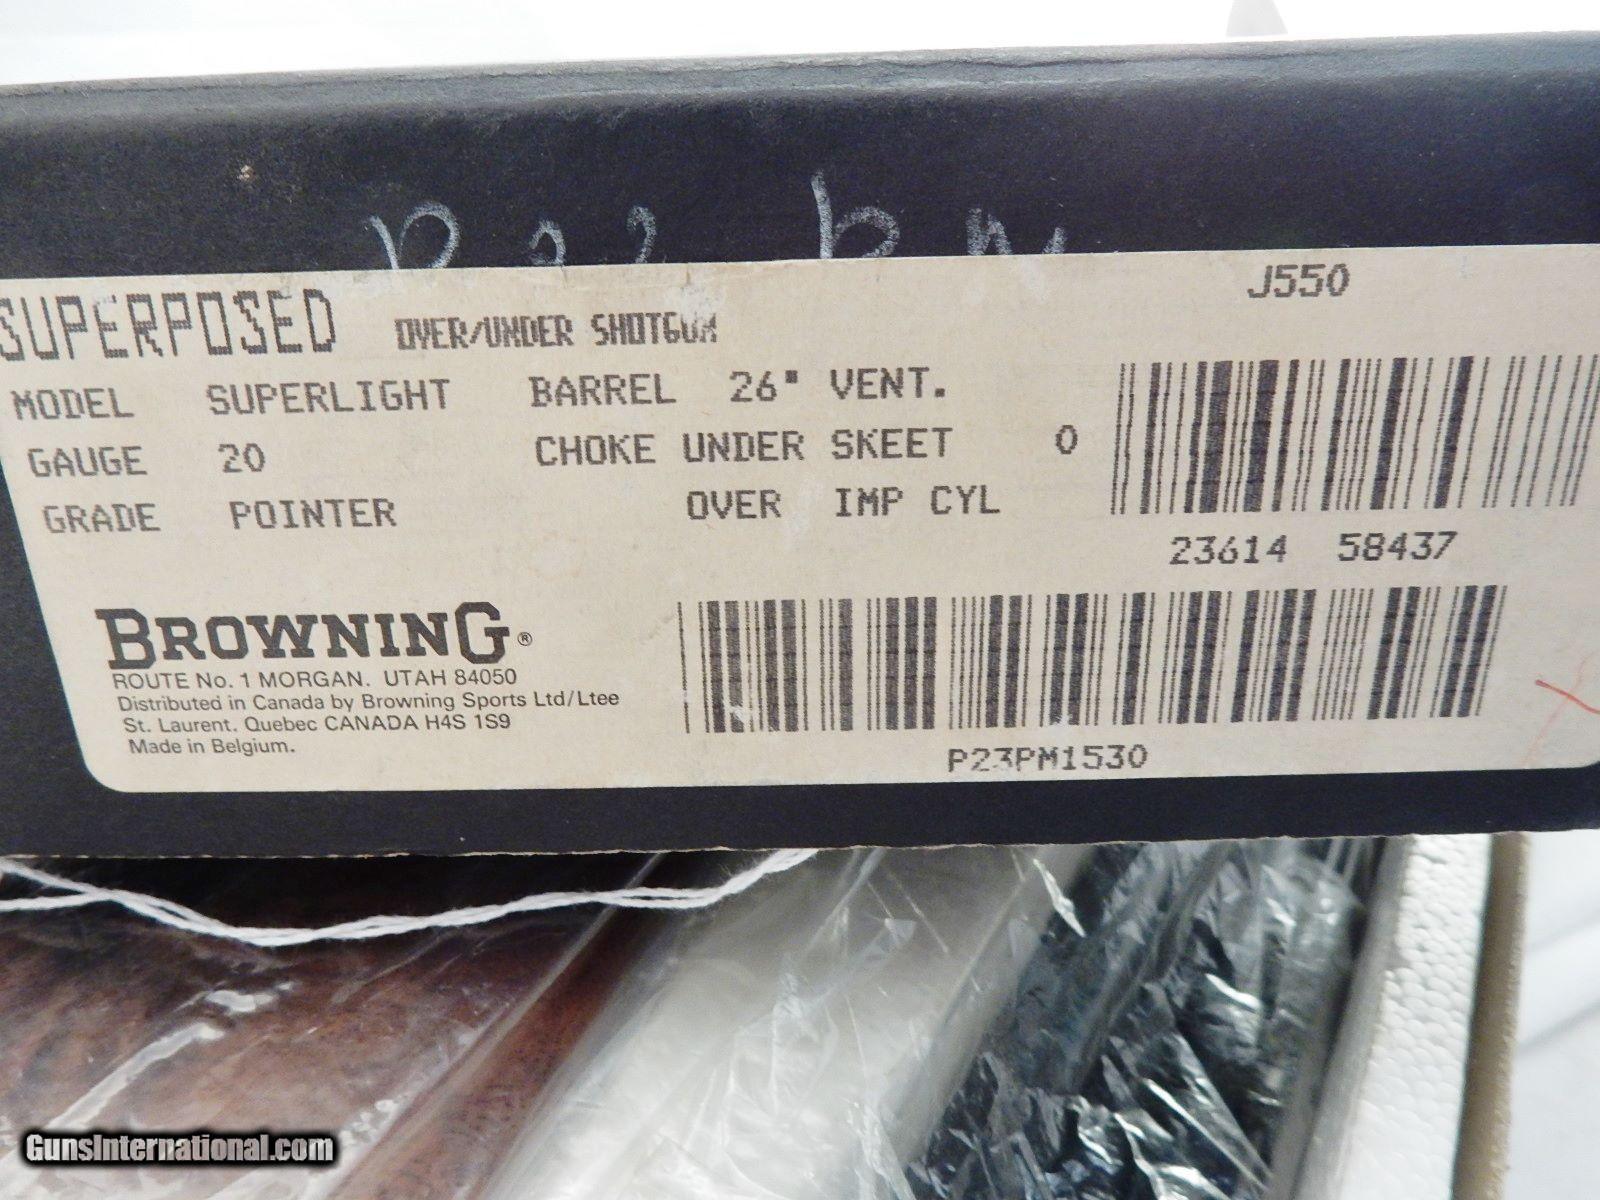 J550
SUPERPOSED OVER/UNDER SHOTGUN
MODEL SUPERLIGHT BARREL 26" VENT.
GAUGE 20 CHOKE UNDER SKEET 0
GRADE POINTER OVER IMP CYL
23614 58437
BROWNING®
ROUTE No. 1 MORGAN. UTAH 84050
Distributed in Canada by Browning Sports Ltd/Ltee
St. Laurent. Quebec CANADA H4S 1S9
Made in Belgium.
P23PM1530
GunsInternational.com